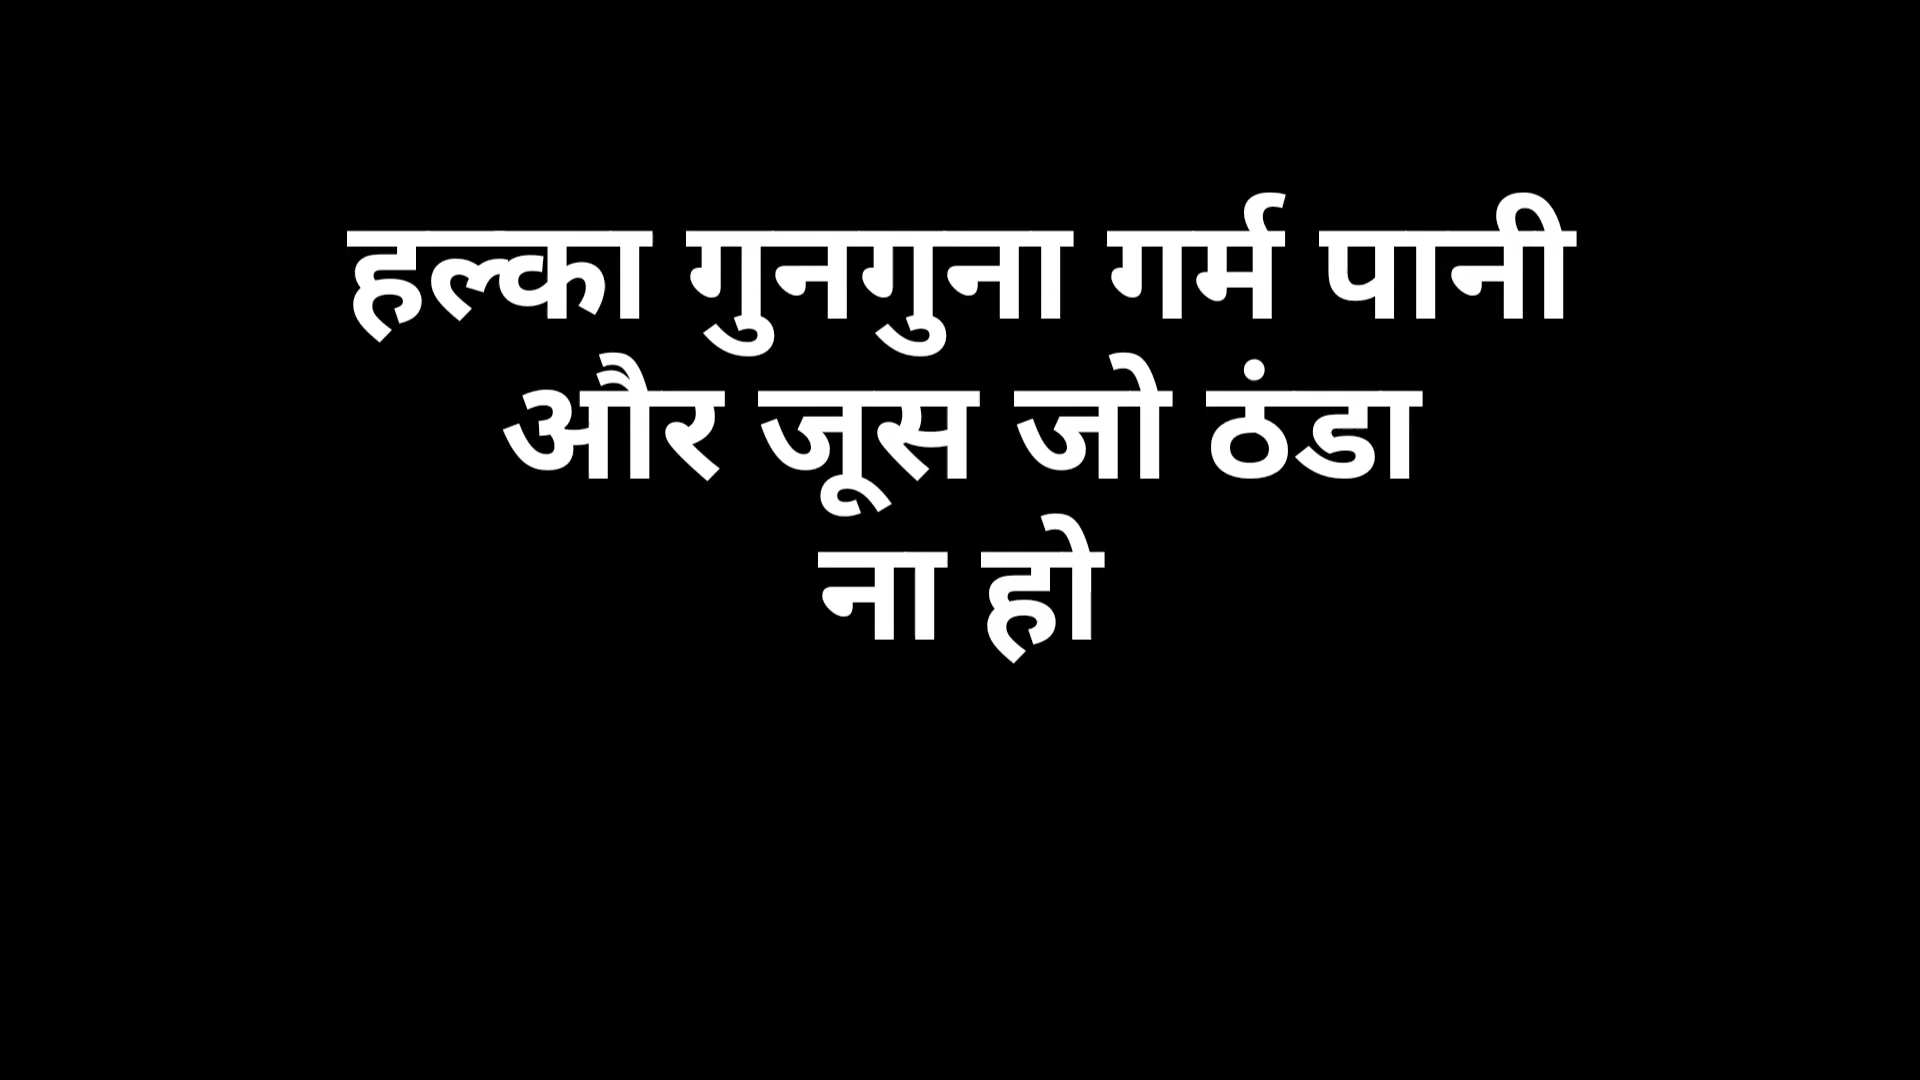 हल्का गुनगुना गर्म पानी
और जूस जो ठंडा
ना हो